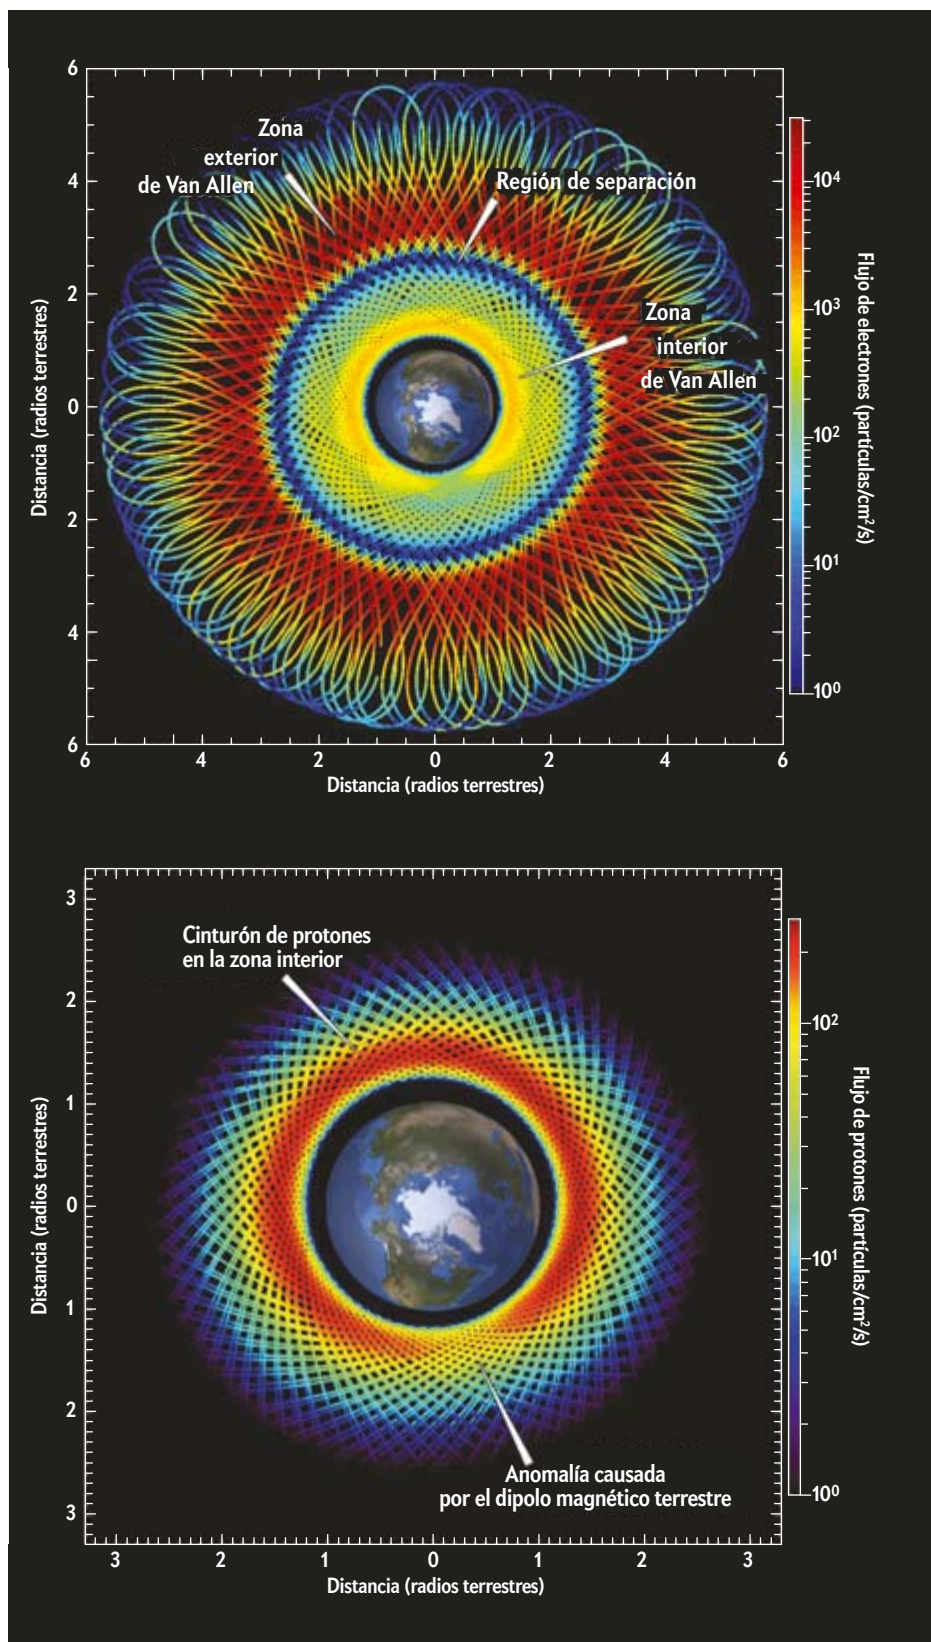 6
4
2
0
2
4
6
Distancia (radios terrestres)
Zona
exterior
de Van Allen
Región de separación
Zona
interior
de Van Allen
10⁴
10³
10²
10¹
10⁰
Flujo de electrones (partículas/cm²/s)
6 4 2 0 2 4 6
Distancia (radios terrestres)
3
2
1
0
1
2
3
Distancia (radios terrestres)
Cinturón de protones
en la zona interior
Anomalía causada
por el dipolo magnético terrestre
10²
10¹
10⁰
Flujo de protones (partículas/cm²/s)
3 2 1 0 1 2 3
Distancia (radios terrestres)